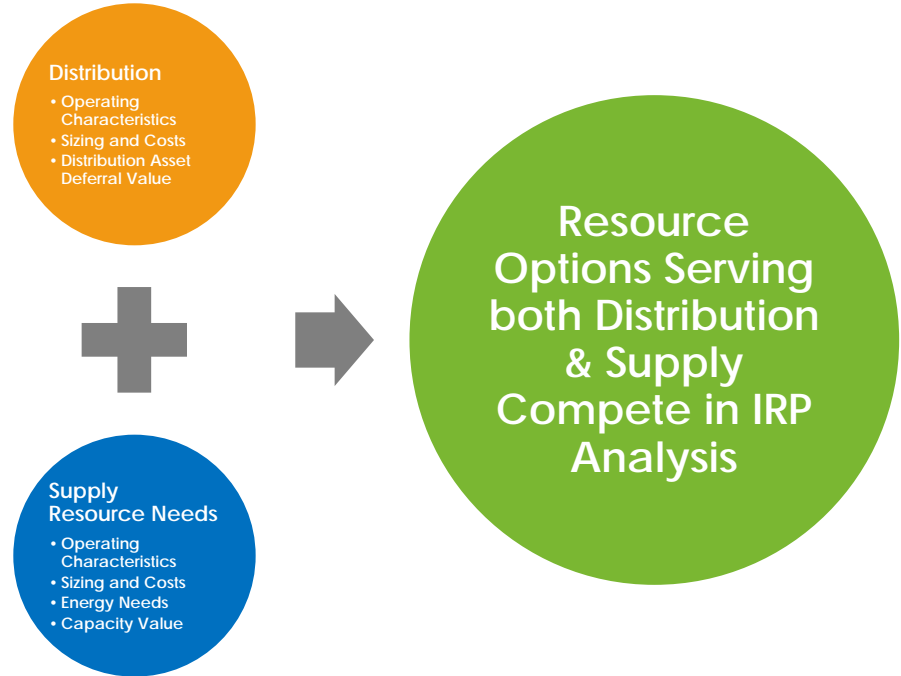 Distribution
• Operating
Characteristics
• Sizing and Costs
• Distribution Asset
Deferral Value
Supply
Resource Needs
• Operating
Characteristics
• Sizing and Costs
• Energy Needs
• Capacity Value
Resource
Options Serving
both Distribution
& Supply
Compete in IRP
Analysis